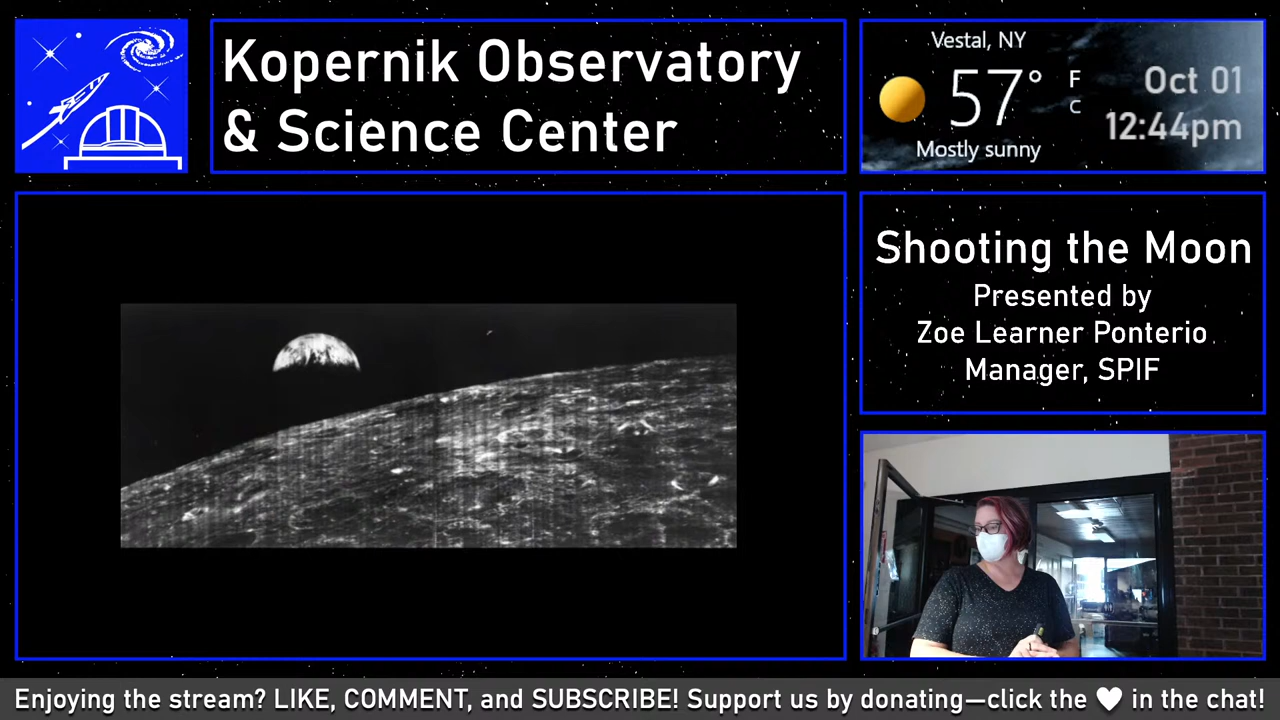 Kopernik Observatory
& Science Center
Vestal, NY
57°
F
C
Mostly sunny
Oct 01
12:44pm
Shooting the Moon
Presented by
Zoe Learner Ponterio
Manager, SPIF
Enjoying the stream? LIKE, COMMENT, and SUBSCRIBE! Support us by donating—click the ♥ in the chat!